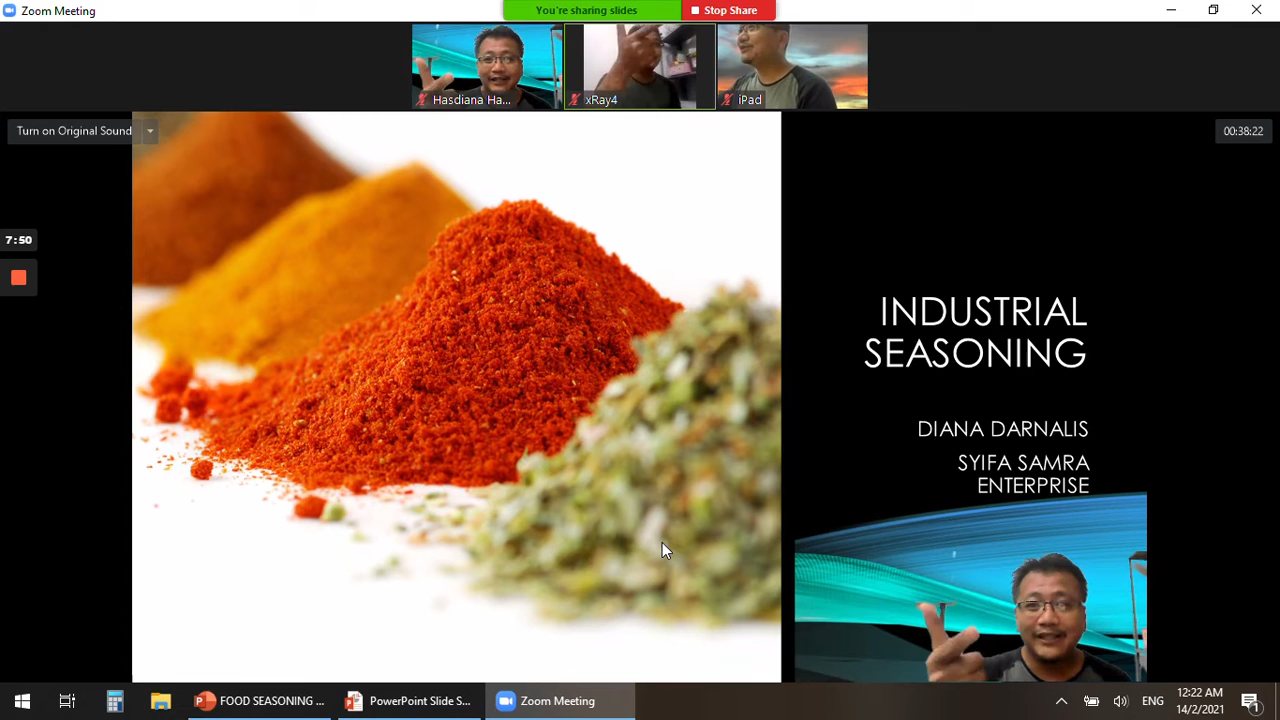 Zoom Meeting
You're sharing slides
Stop Share
Hasdiana Ha...
xRay4
iPad
Turn on Original Sound
00:38:22
7:50
INDUSTRIAL
SEASONING
DIANA DARNALIS
SYIFA SAMRA
ENTERPRISE
FOOD SEASONING ...
PowerPoint Slide S...
Zoom Meeting
ENG
12:22 AM
14/2/2021
1